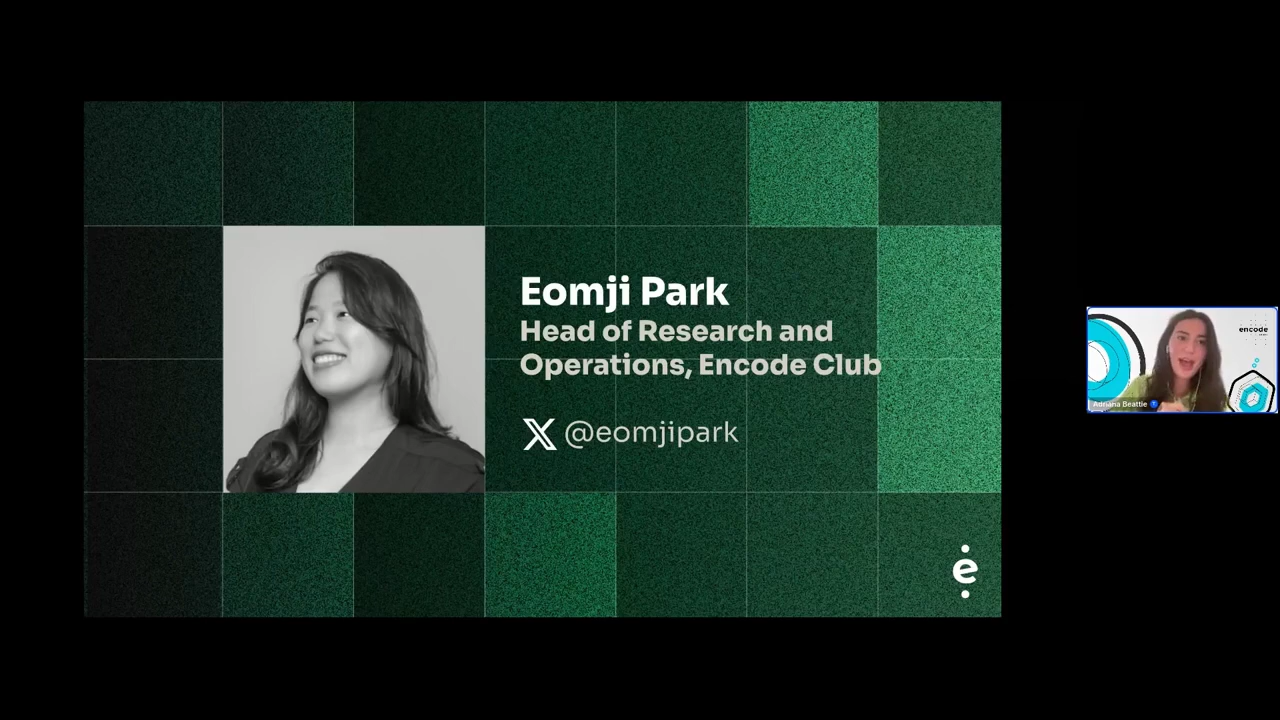 Eomji Park
Head of Research and
Operations, Encode Club
@eomjipark
e
encode
Adriana Beattie